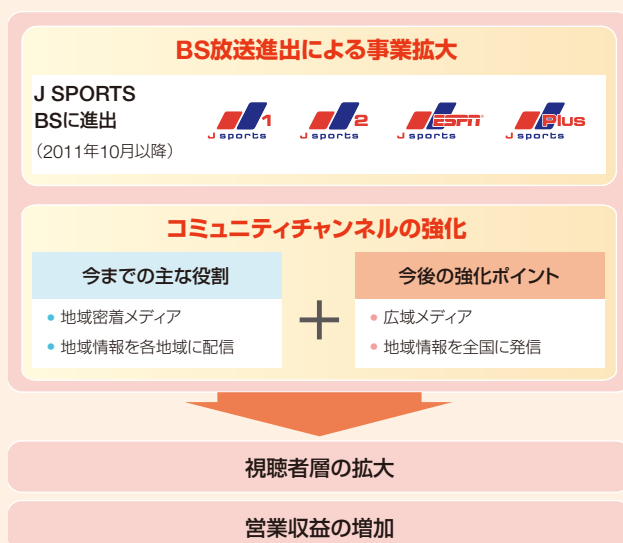 BS放送進出による事業拡大
J SPORTS
BSに進出
（2011年10月以降）
1
J sports
2
J sports
ESPN
J sports
Plus
J sports
コミュニティチャンネルの強化
今までの主な役割
• 地域密着メディア
• 地域情報を各地域に配信
＋
今後の強化ポイント
• 広域メディア
• 地域情報を全国に発信
視聴者層の拡大
営業収益の増加